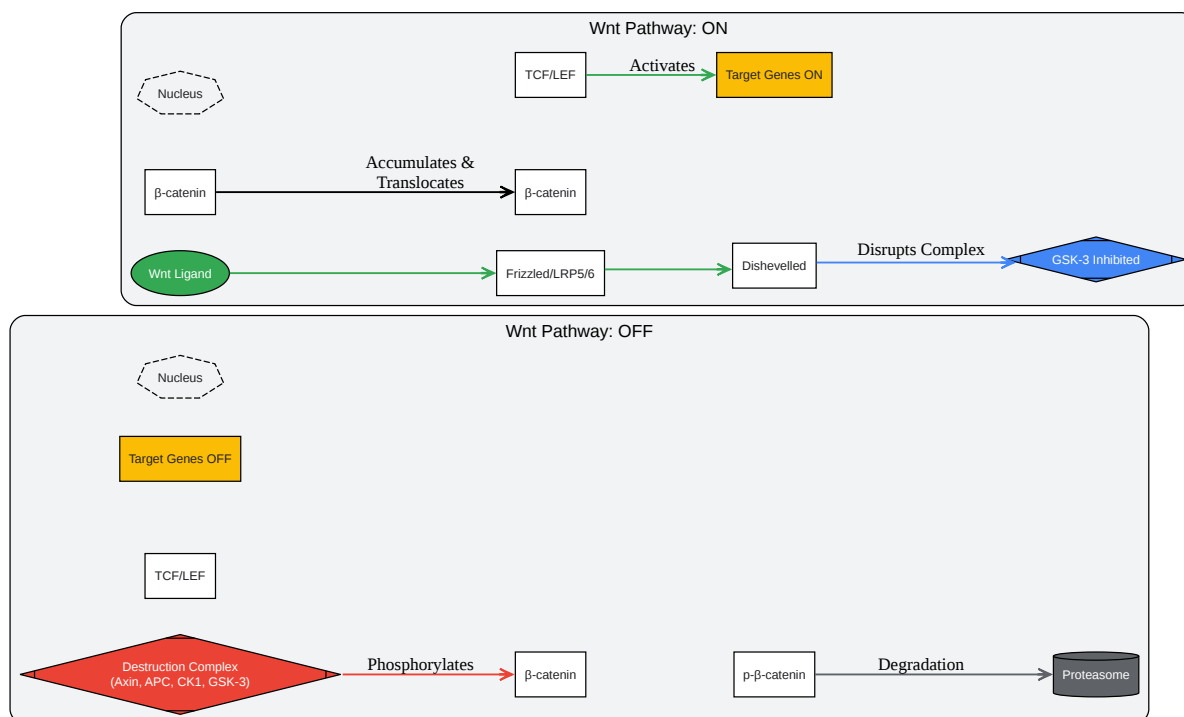 Wnt Pathway: ON
TCF/LEF
Activates
Target Genes ON
Nucleus
β-catenin
Accumulates &
Translocates
β-catenin
Wnt Ligand
Frizzled/LRP5/6
Dishevelled
Disrupts Complex
GSK-3 Inhibited
Wnt Pathway: OFF
Nucleus
Target Genes OFF
TCF/LEF
Destruction Complex
(Axin, APC, CK1, GSK-3)
Phosphorylates
β-catenin
p-β-catenin
Degradation
Proteasome